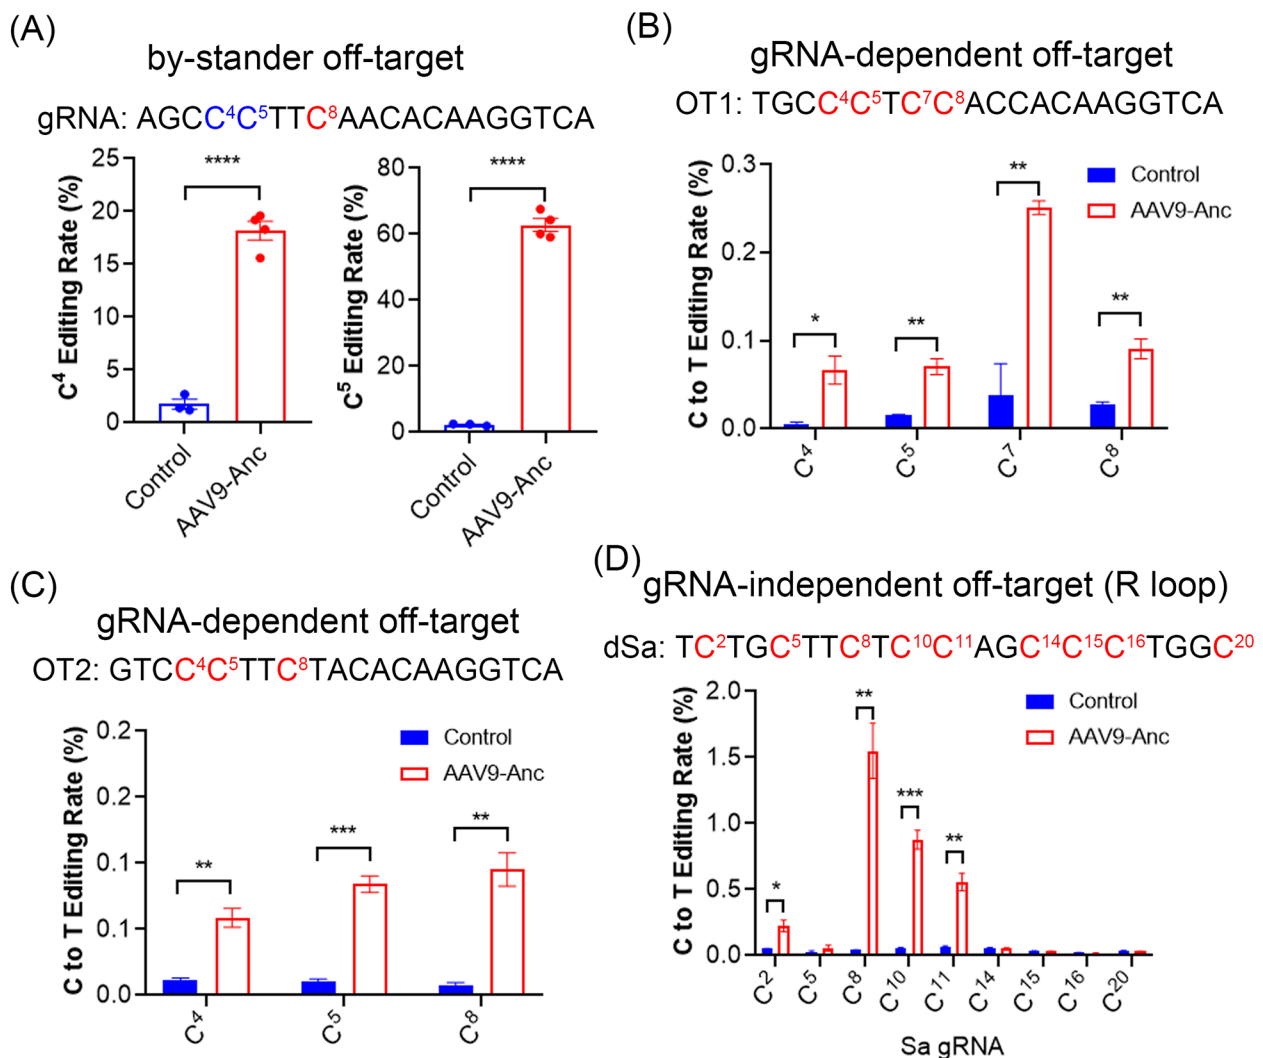 (A)
by-stander off-target
gRNA: AGCC⁴C⁵TTC⁸AACACAAGGTCA
25
20
15
10
5
0
C⁴ Editing Rate (%)
****
Control
AAV9-Anc
80
60
40
20
0
C⁵ Editing Rate (%)
****
Control
AAV9-Anc
(B)
gRNA-dependent off-target
OT1: TGCC⁴C⁵TC⁷C⁸ACCACAAGGTCA
0.3
0.2
0.1
0.0
C to T Editing Rate (%)
Control
AAV9-Anc
*
**
**
**
C⁴
C⁵
C⁷
C⁸
(C)
gRNA-dependent off-target
OT2: GTCC⁴C⁵TTC⁸TACACAAGGTCA
0.2
0.2
0.1
0.1
0.0
C to T Editing Rate (%)
Control
AAV9-Anc
**
***
**
C⁴
C⁵
C⁸
(D)
gRNA-independent off-target (R loop)
dSa: TC²TGC⁵TTC⁸TC¹⁰C¹¹AGC¹⁴C¹⁵C¹⁶TGGC²⁰
2.0
1.5
1.0
0.5
0.0
C to T Editing Rate (%)
Control
AAV9-Anc
*
**
***
**
C²
C⁵
C⁸
C¹⁰
C¹¹
C¹⁴
C¹⁵
C¹⁶
C²⁰
Sa gRNA